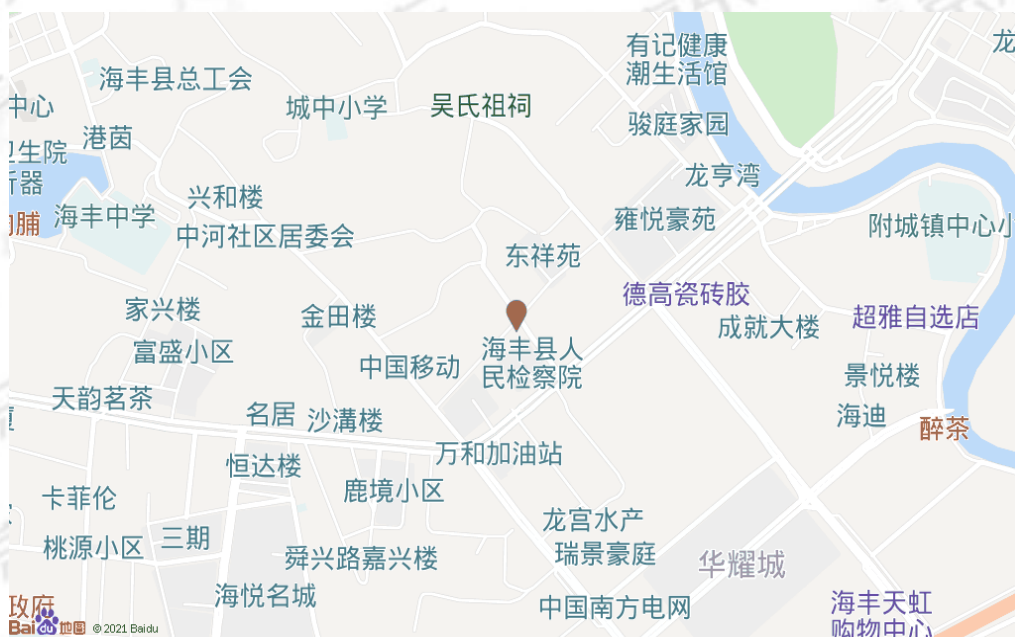 有记健康
潮生活馆
龙
海丰县总工会
中心
城中小学
吴氏祖祠
港茵
骏庭家园
卫生院
龙亨湾
兴和楼
海丰中学
雍悦豪苑
附城镇中心小
中河社区居委会
东祥苑
德高瓷砖胶
家兴楼
金田楼
超雅自选店
成就大楼
海丰县人
民检察院
富盛小区
中国移动
景悦楼
天韵茗茶
名居
沙溝楼
海迪
醉茶
万和加油站
恒达楼
鹿境小区
卡菲伦
龙宫水产
三期
桃源小区
瑞景豪庭
舜兴路嘉兴楼
华耀城
海悦名城
中国南方电网
海丰天虹
购物中心
政府
Bai地图 © 2021 Baidu